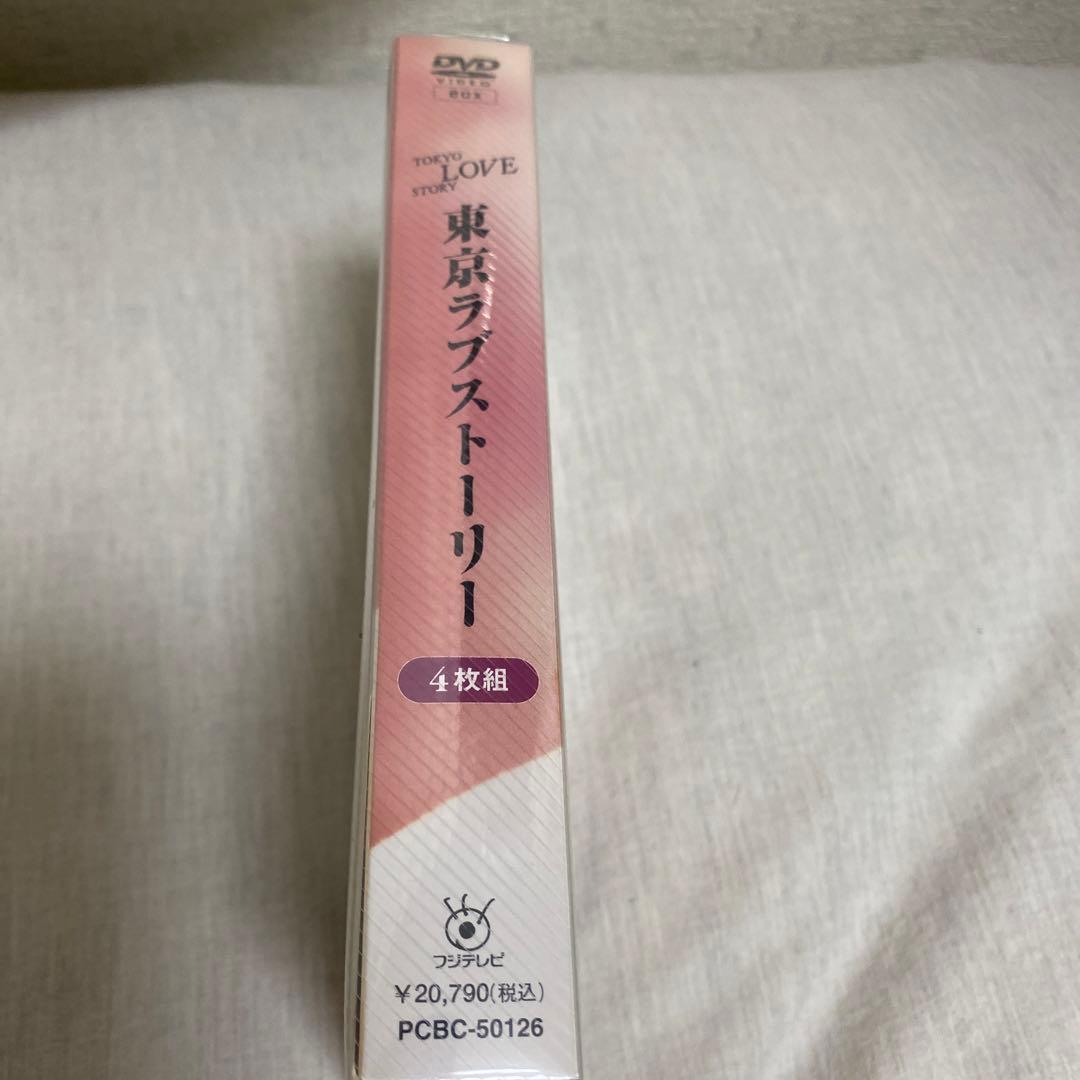 DVD
VIDEO
BOX
TOKYO
LOVE
STORY
東京ラブストーリー
4枚組
フジテレビ
￥20,790(税込)
PCBC-50126